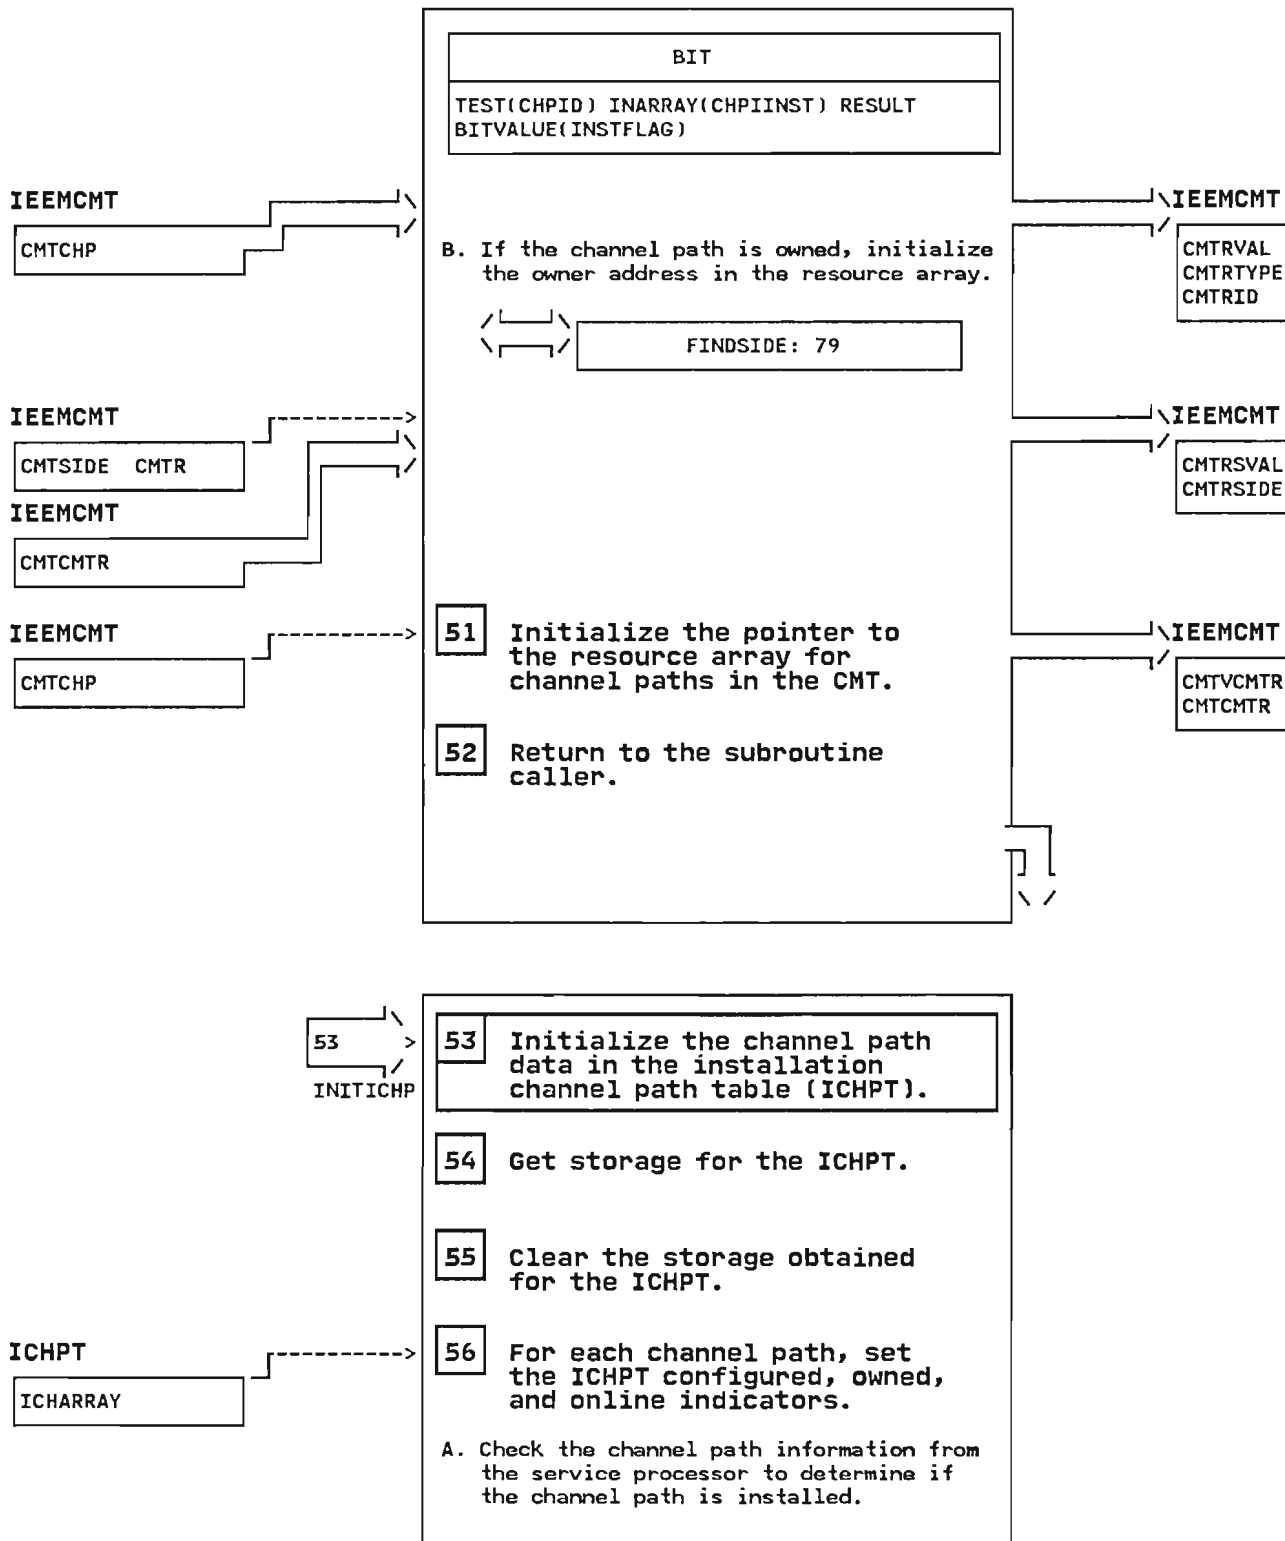 BIT
TEST(CHPID) INARRAY(CHPIINST) RESULT
BITVALUE(INSTFLAG)
IEEMCMT
CMTCHP
B. If the channel path is owned, initialize
the owner address in the resource array.
FINDSIDE: 79
IEEMCMT
CMTRVAL
CMTRTYPE
CMTRID
IEEMCMT
CMTSIDE CMTR
IEEMCMT
CMTCMTR
IEEMCMT
CMTRSVAL
CMTRSIDE
IEEMCMT
CMTCHP
51 Initialize the pointer to
the resource array for
channel paths in the CMT.
IEEMCMT
CMTVCMTR
CMTCMTR
52 Return to the subroutine
caller.
53
INITICHP
53 Initialize the channel path
data in the installation
channel path table (ICHPT).
54 Get storage for the ICHPT.
55 Clear the storage obtained
for the ICHPT.
ICHPT
ICHARRAY
56 For each channel path, set
the ICHPT configured, owned,
and online indicators.
A. Check the channel path information from
the service processor to determine if
the channel path is installed.